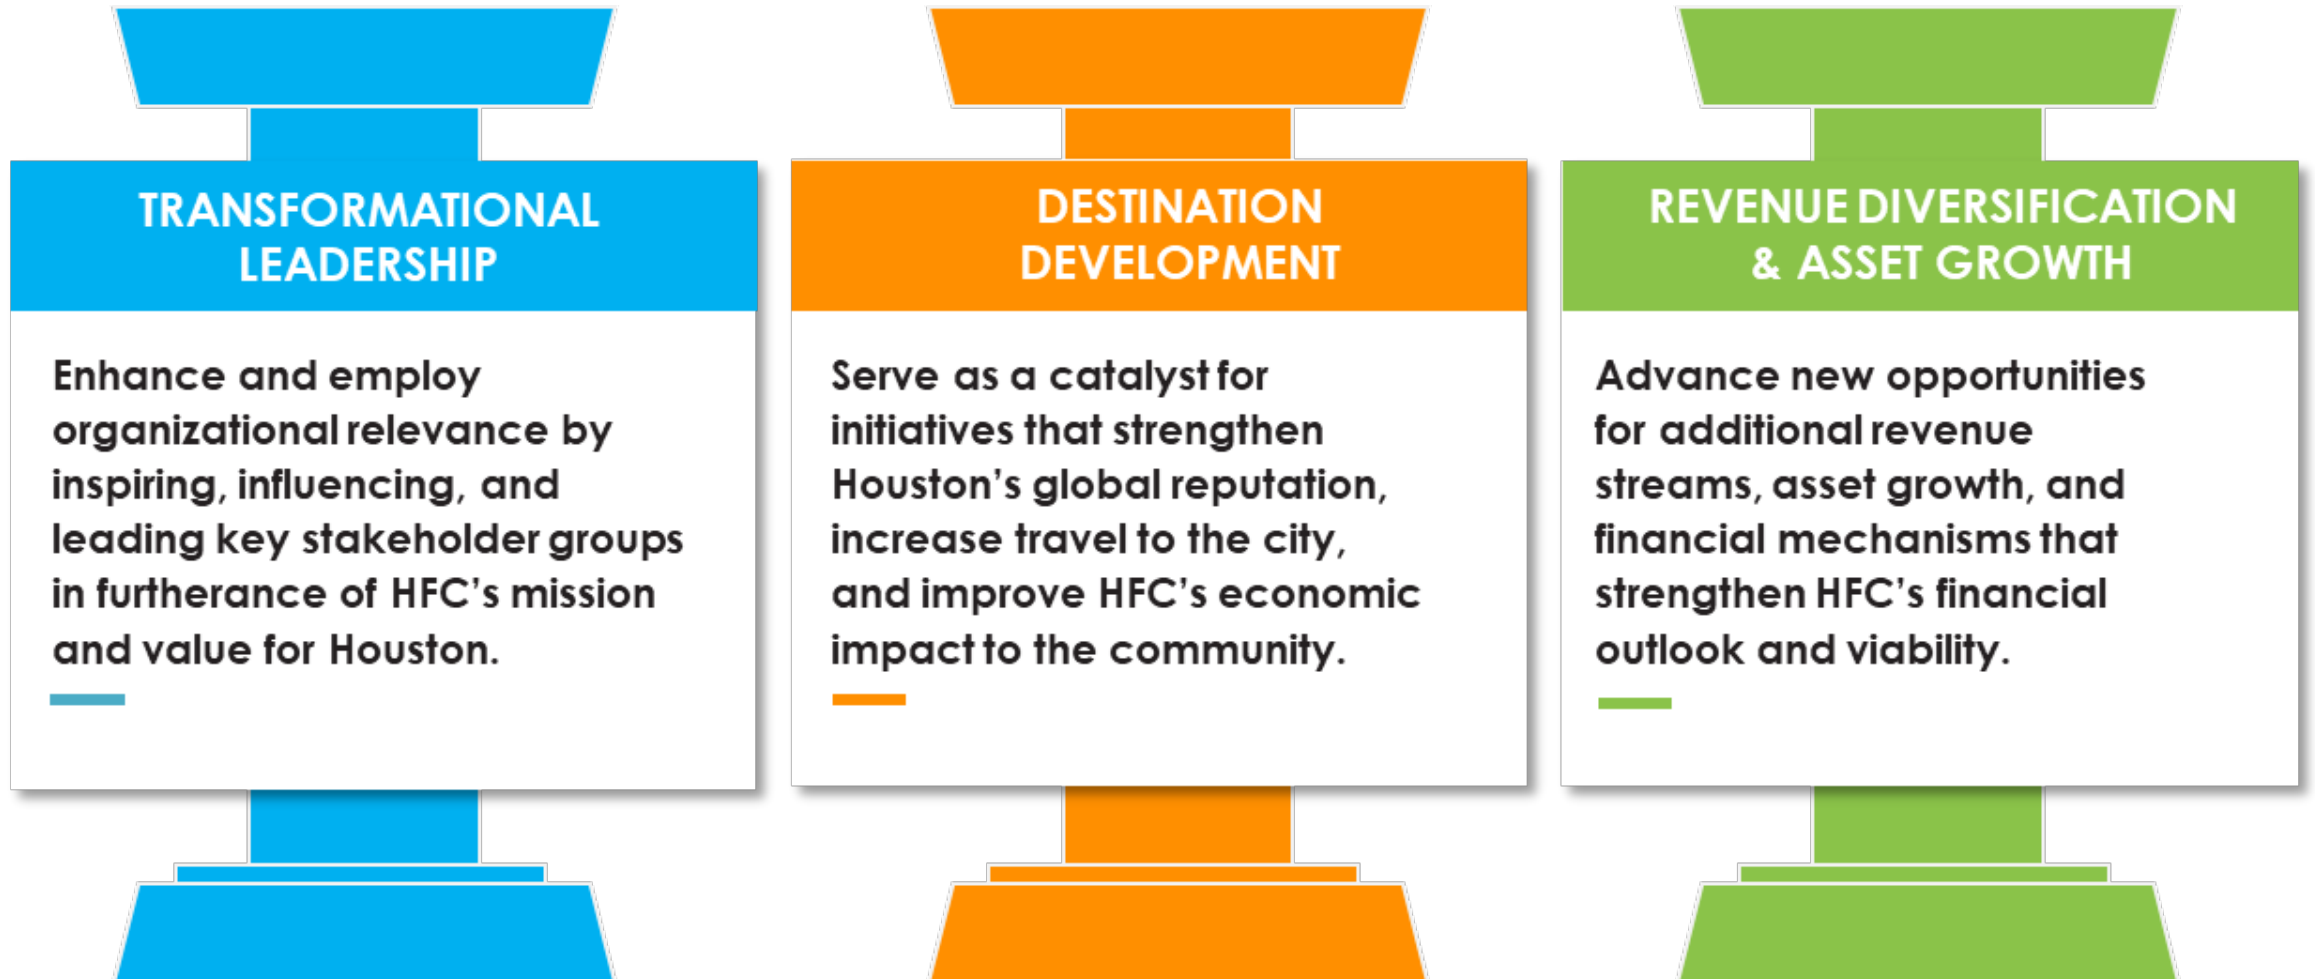 TRANSFORMATIONAL
LEADERSHIP
Enhance and employ
organizational relevance by
inspiring, influencing, and
leading key stakeholder groups
in furtherance of HFC's mission
and value for Houston.
DESTINATION
DEVELOPMENT
Serve as a catalyst for
initiatives that strengthen
Houston's global reputation,
increase travel to the city,
and improve HFC's economic
impact to the community.
REVENUE DIVERSIFICATION
& ASSET GROWTH
Advance new opportunities
for additional revenue
streams, asset growth, and
financial mechanisms that
strengthen HFC's financial
outlook and viability.